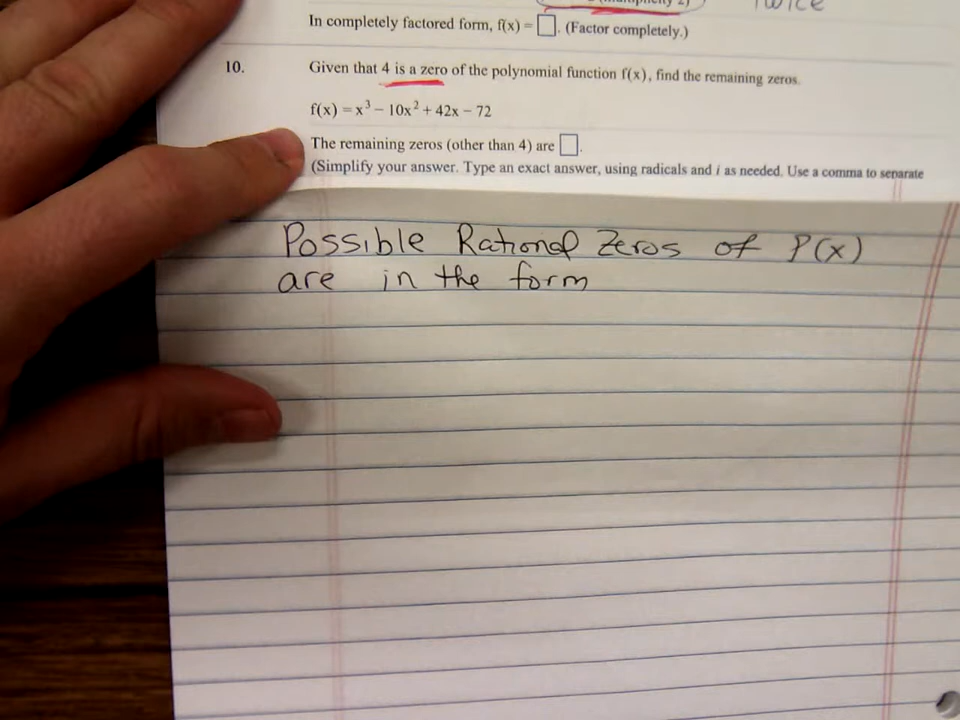 Twice
In completely factored form, f(x) = □. (Factor completely.)
10. Given that 4 is a zero of the polynomial function f(x), find the remaining zeros.
f(x) = x³ − 10x² + 42x − 72
The remaining zeros (other than 4) are □.
(Simplify your answer. Type an exact answer, using radicals and i as needed. Use a comma to separate
Possible Rational Zeros of P(x)
are in the form